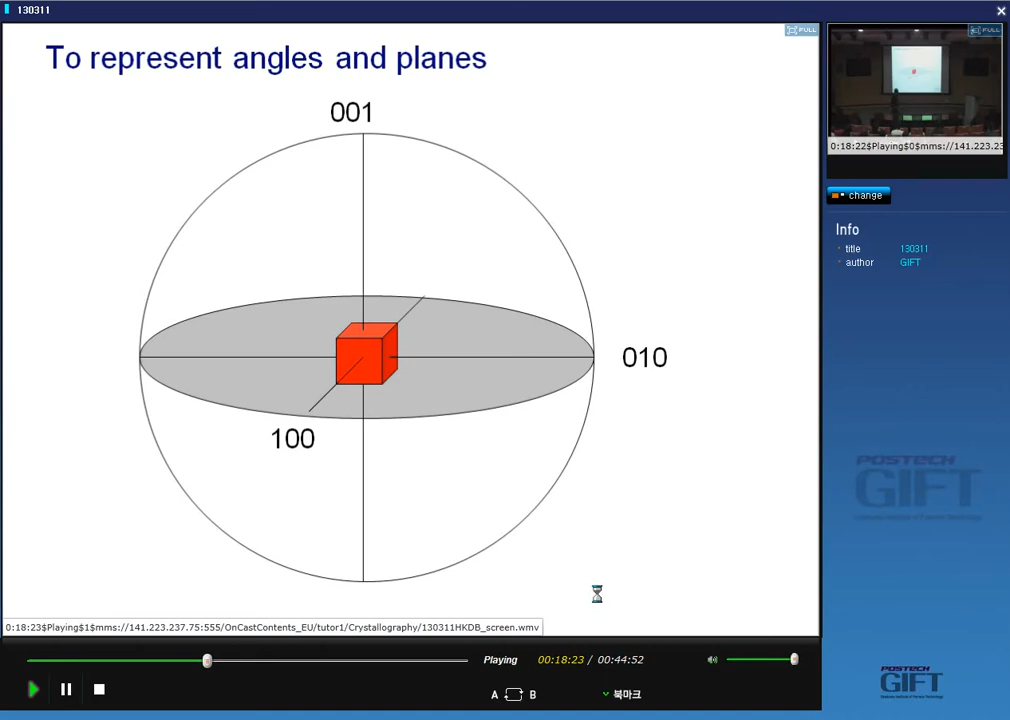 130311
FULL
To represent angles and planes
001
010
100
0:18:23$Playing$1$mms://141.223.237.75:555/OnCastContents_EU/tutor1/Crystallography/130311HKDB_screen.wmv
Playing 00:18:23 / 00:44:52
A B 북마크
FULL
0:18:22$Playing$0$mms://141.223.23
change
Info
title 130311
author GIFT
POSTECH
GIFT
POSTECH
GIFT